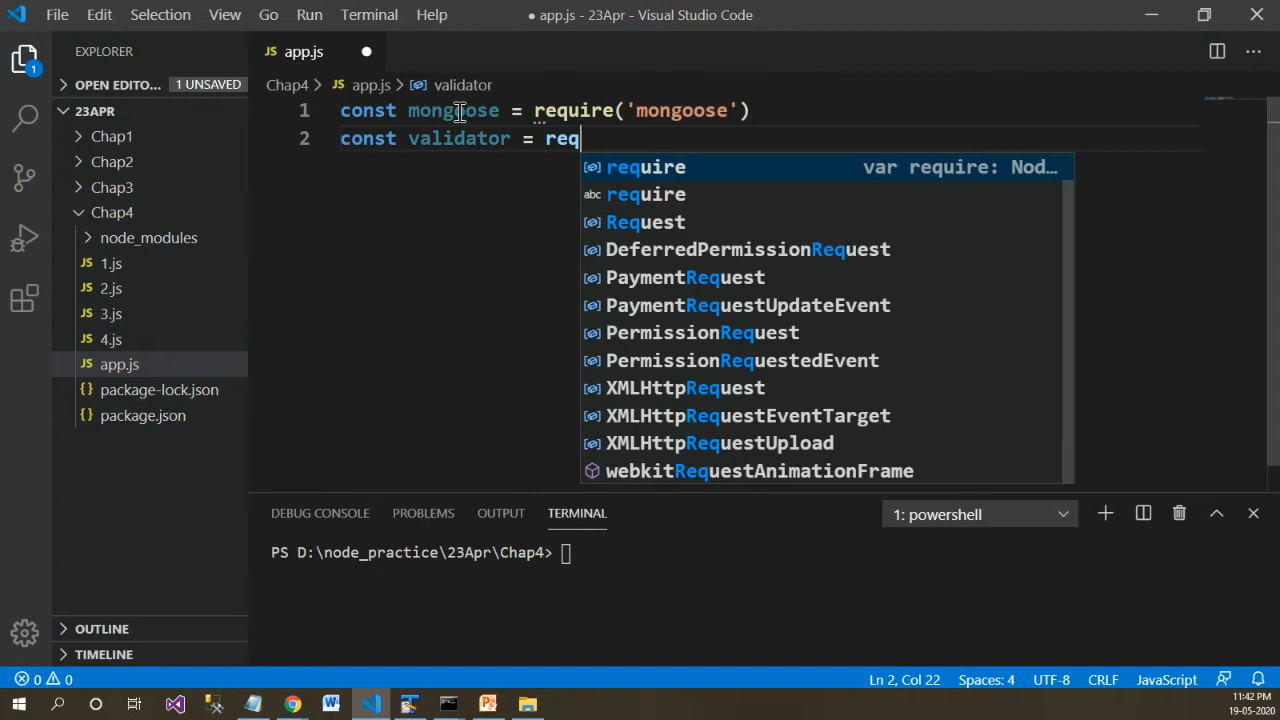 File Edit Selection View Go Run Terminal Help
● app.js - 23Apr - Visual Studio Code
EXPLORER
OPEN EDITO... 1 UNSAVED
23APR
Chap1
Chap2
Chap3
Chap4
node_modules
JS 1.js
JS 2.js
JS 3.js
JS 4.js
JS app.js
{} package-lock.json
{} package.json
OUTLINE
TIMELINE
1
JS app.js ●
Chap4 > JS app.js > validator
1 const mongoose = require('mongoose')
2 const validator = req
require var require: Nod…
abc require
Request
DeferredPermissionRequest
PaymentRequest
PaymentRequestUpdateEvent
PermissionRequest
PermissionRequestedEvent
XMLHttpRequest
XMLHttpRequestEventTarget
XMLHttpRequestUpload
webkitRequestAnimationFrame
DEBUG CONSOLE PROBLEMS OUTPUT TERMINAL 1: powershell
PS D:\node_practice\23Apr\Chap4>
0 0 Ln 2, Col 22 Spaces: 4 UTF-8 CRLF JavaScript
11:42 PM
19-05-2020